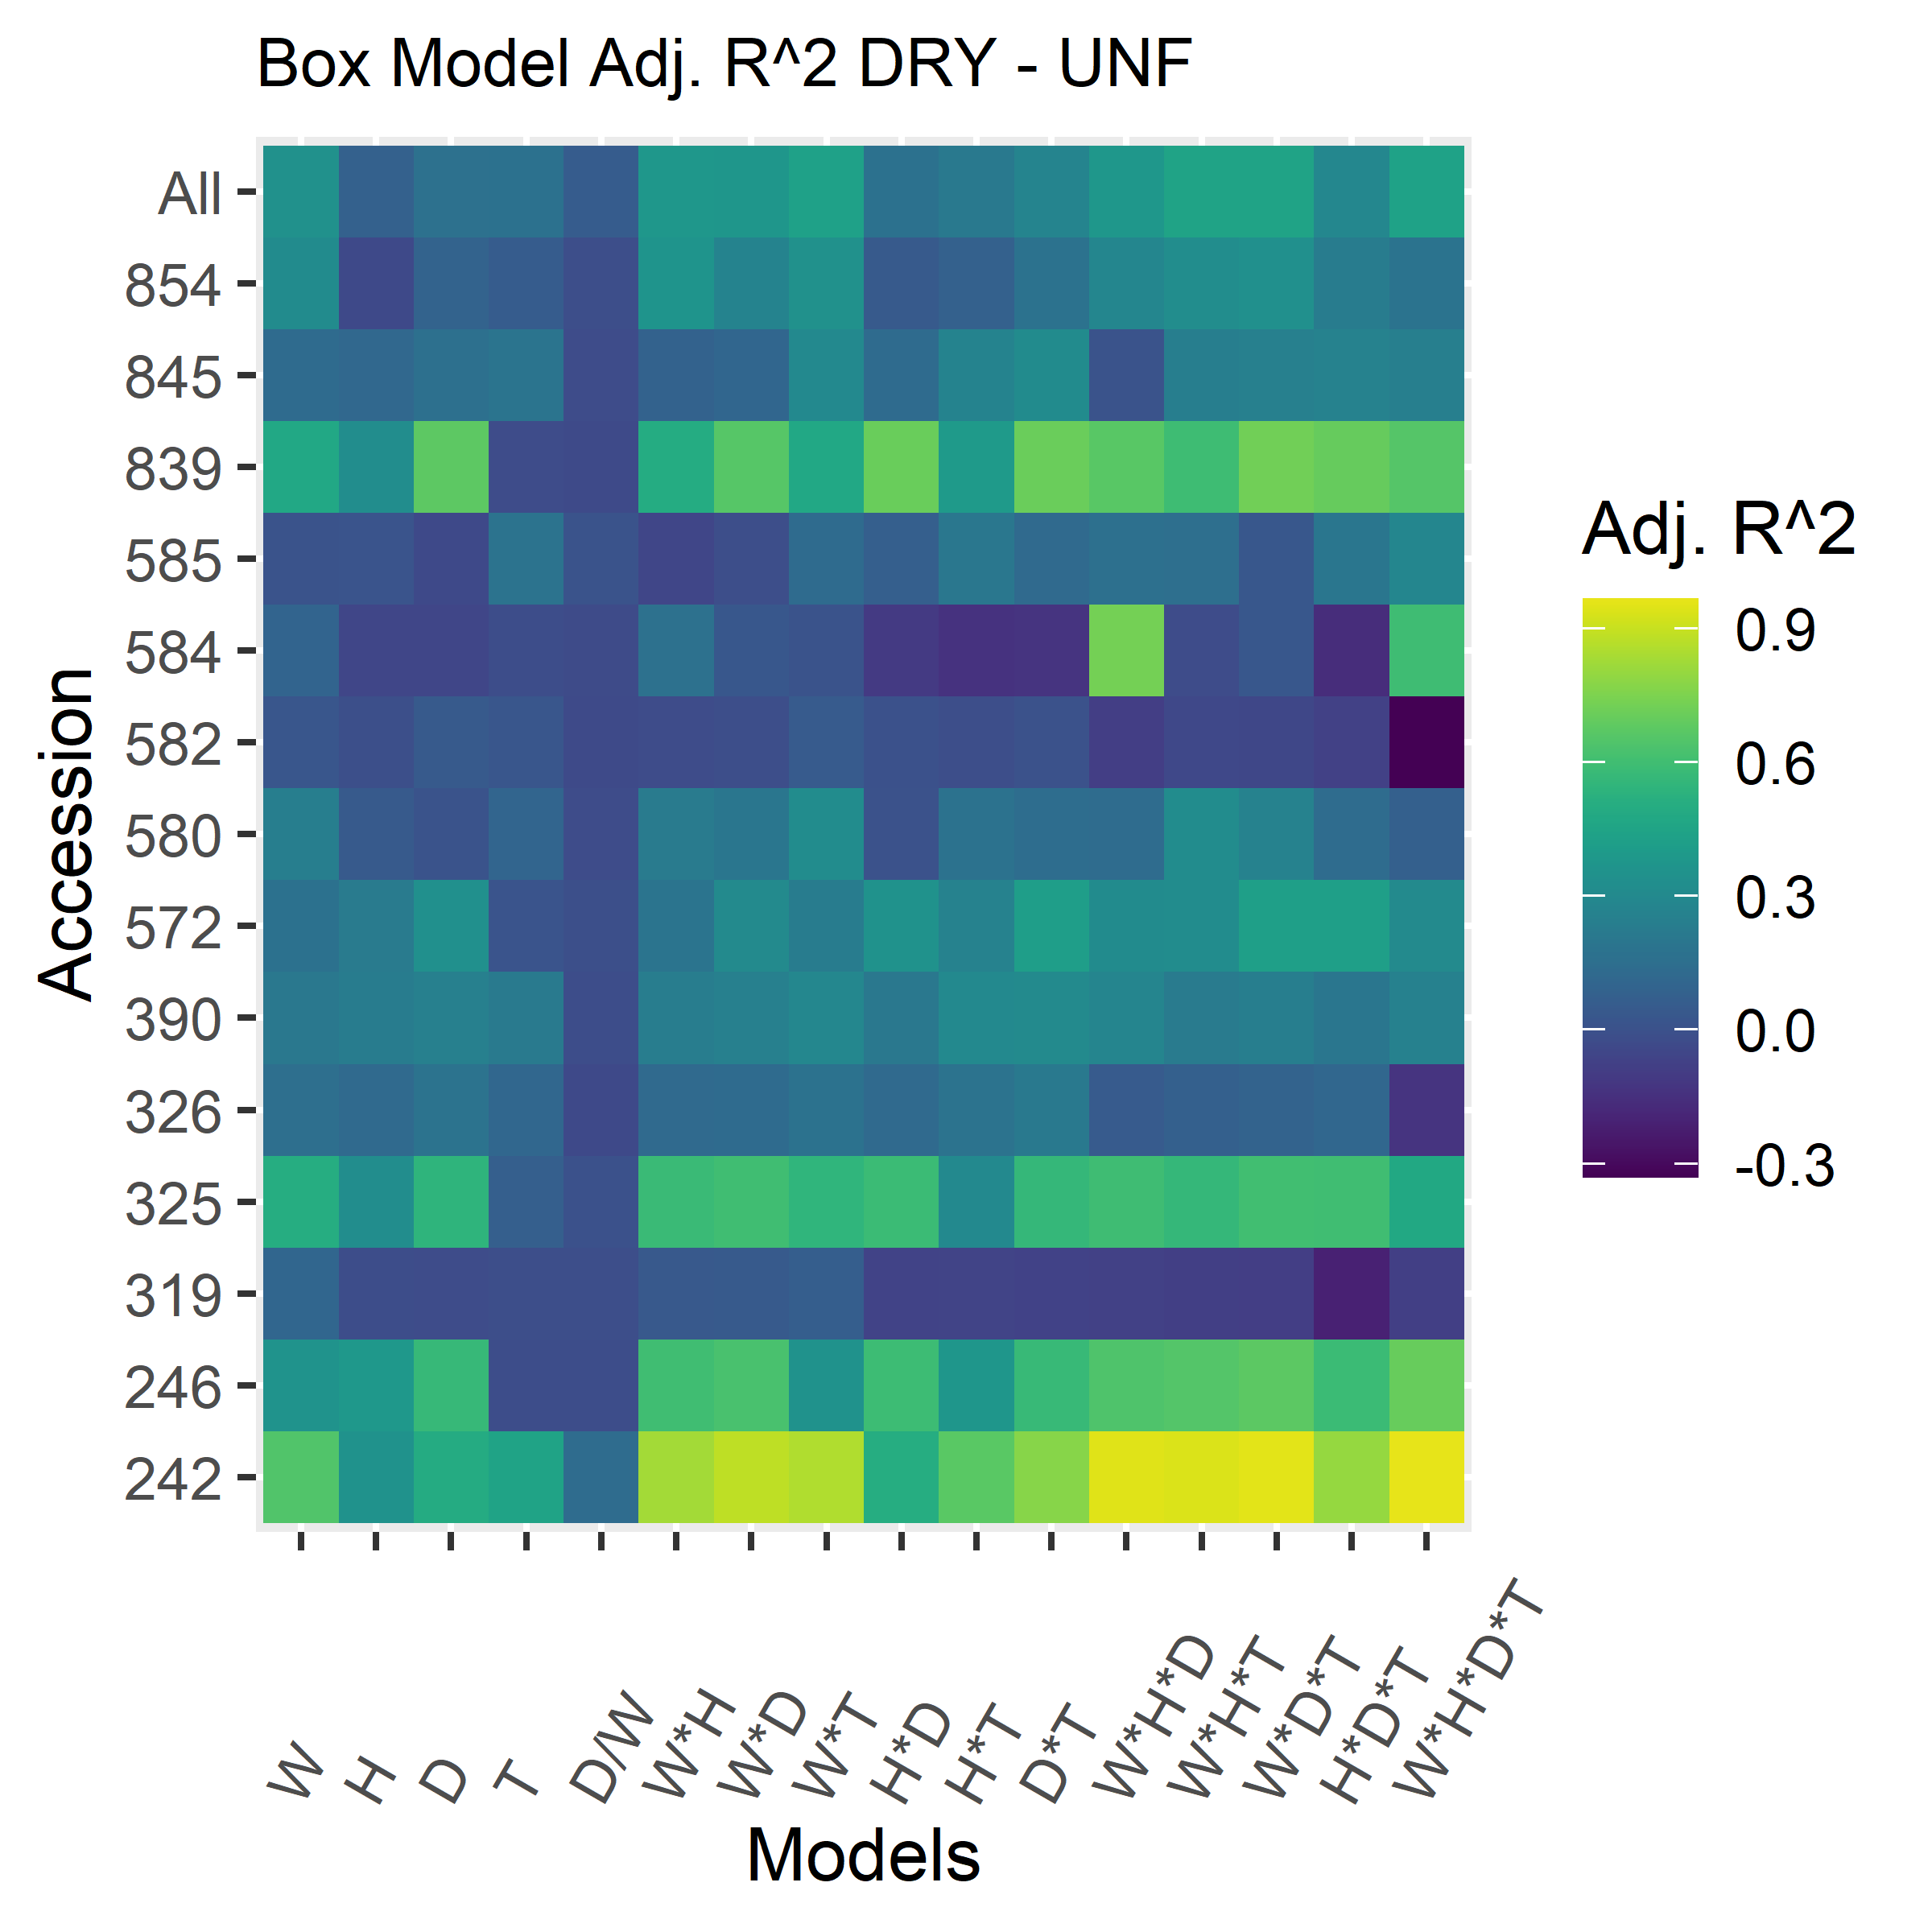 Box Model Adj. R^2 DRY - UNF
All
854
845
839
585
584
582
580
572
390
326
325
319
246
242
Accession
W
H
D
T
D/W
W*H
W*D
W*T
H*D
H*T
D*T
W*H*D
W*H*T
W*D*T
H*D*T
W*H*D*T
Models
Adj. R^2
0.9
0.6
0.3
0.0
-0.3